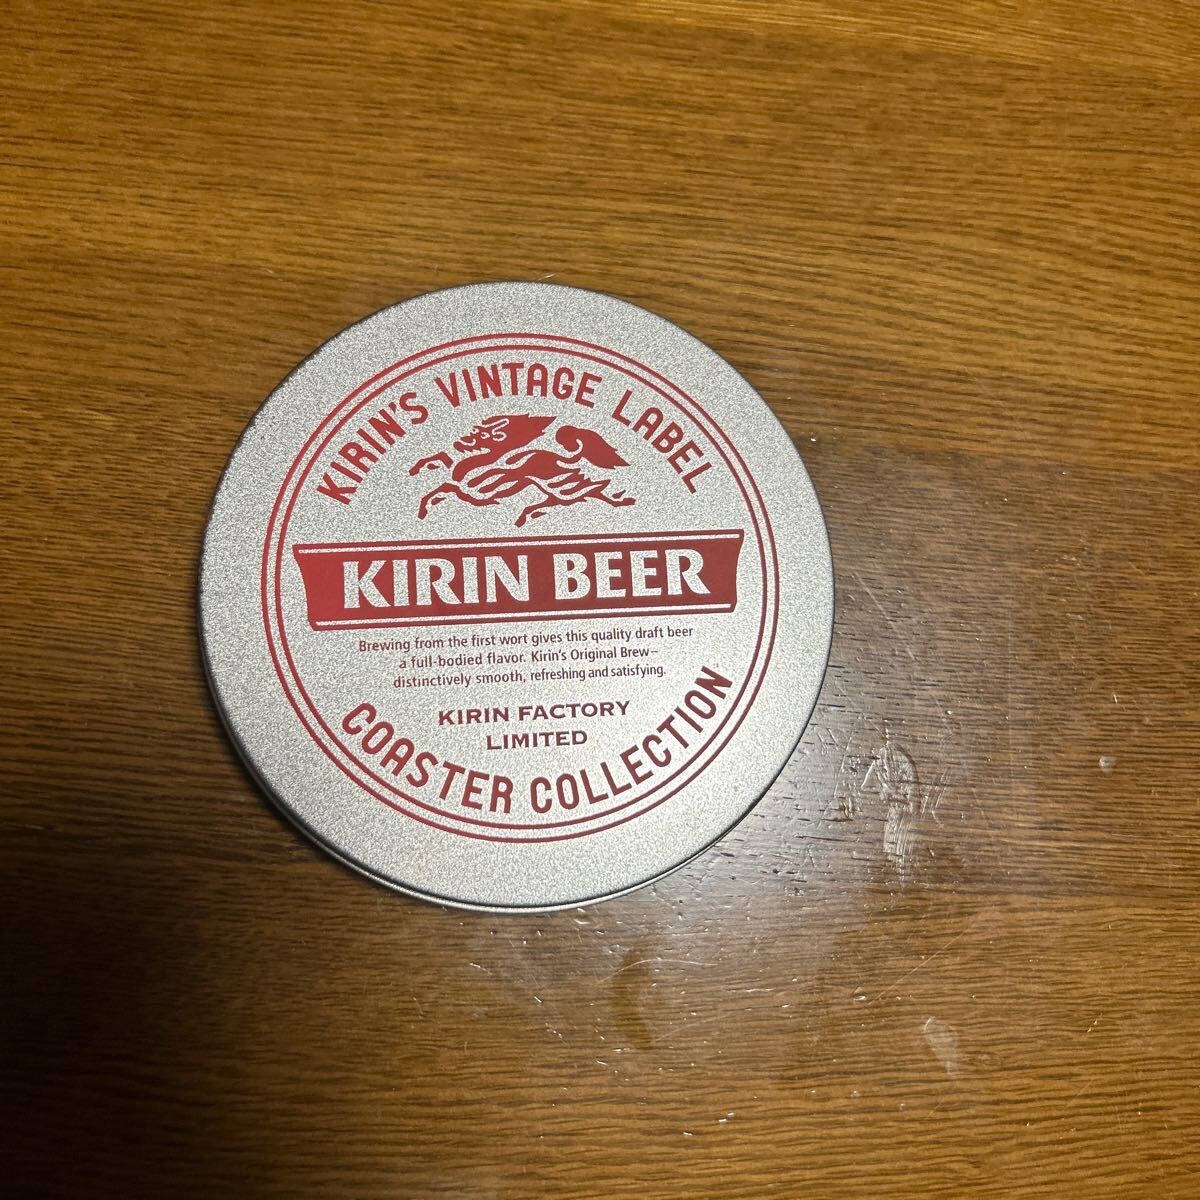 KIRIN'S VINTAGE LABEL
KIRIN BEER
Brewing from the first wort gives this quality draft beer
a full-bodied flavor. Kirin's Original Brew—
distinctively smooth, refreshing and satisfying.
KIRIN FACTORY
LIMITED
COASTER COLLECTION